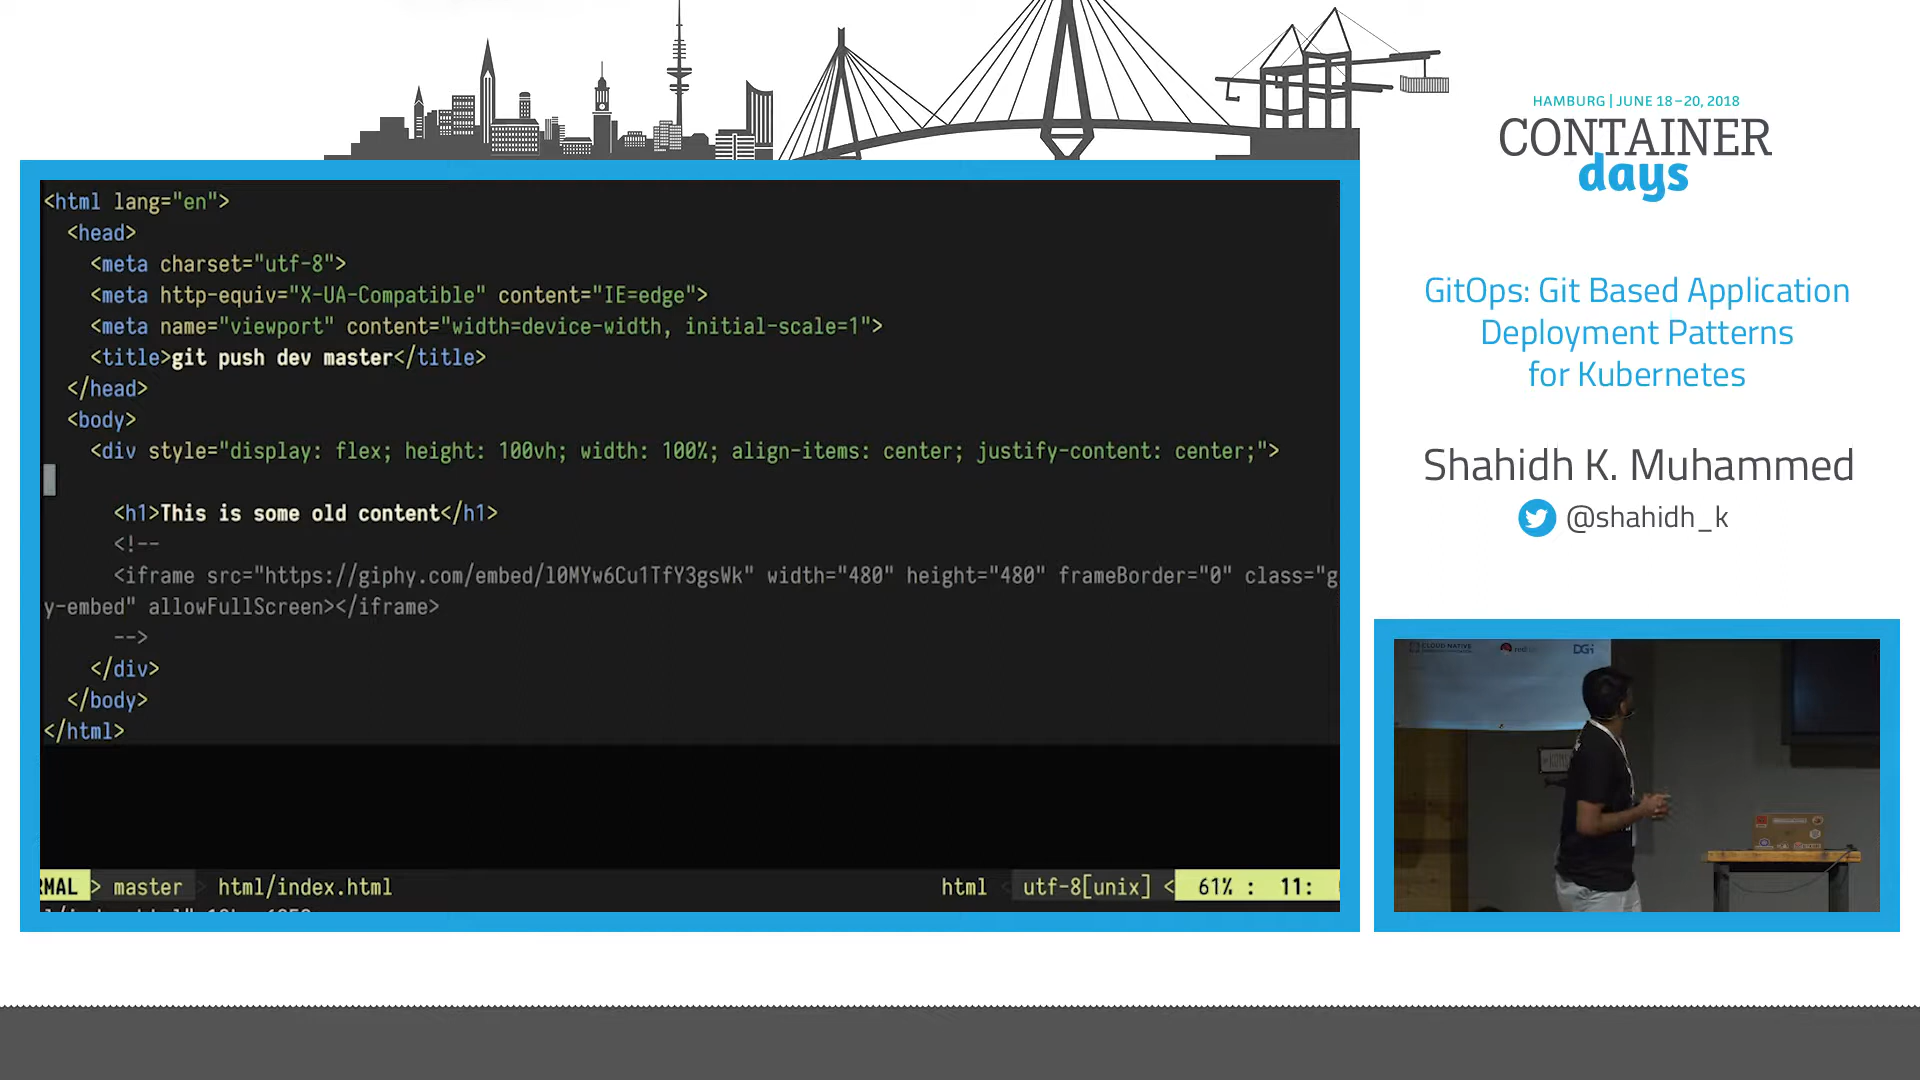 HAMBURG | JUNE 18–20, 2018
CONTAINER
days
GitOps: Git Based Application
Deployment Patterns
for Kubernetes
Shahidh K. Muhammed
@shahidh_k
<html lang="en">
<head>
<meta charset="utf-8">
<meta http-equiv="X-UA-Compatible" content="IE=edge">
<meta name="viewport" content="width=device-width, initial-scale=1">
<title>git push dev master</title>
</head>
<body>
<div style="display: flex; height: 100vh; width: 100%; align-items: center; justify-content: center;">
<h1>This is some old content</h1>
<!--
<iframe src="https://giphy.com/embed/l0MYw6Cu1TfY3gsWk" width="480" height="480" frameBorder="0" class="g
y-embed" allowFullScreen></iframe>
-->
</div>
</body>
</html>
RMAL > master > html/index.html html < utf-8[unix] < 61% : 11:
CLOUD NATIVE
DGi